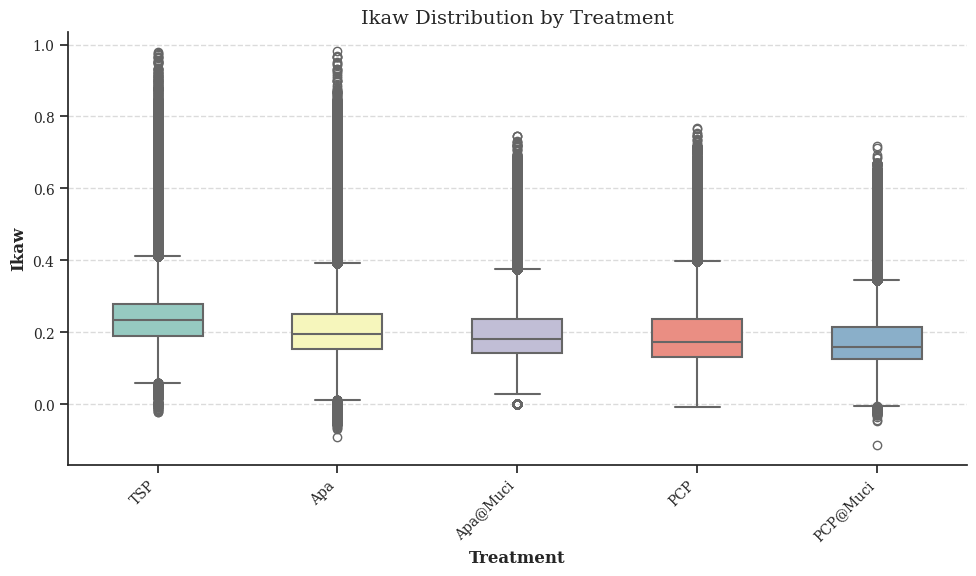 Ikaw Distribution by Treatment
Ikaw
1.0
0.8
0.6
0.4
0.2
0.0
TSP
Apa
Apa@Muci
PCP
PCP@Muci
Treatment